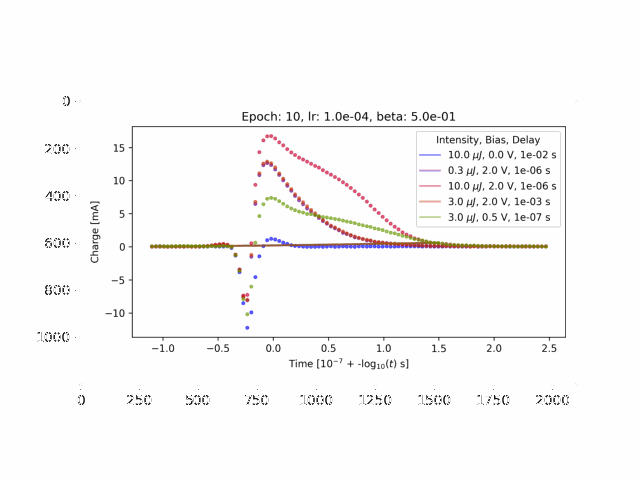 Epoch: 10, lr: 1.0e-04, beta: 5.0e-01
Intensity, Bias, Delay
10.0 μJ, 0.0 V, 1e-02 s
0.3 μJ, 2.0 V, 1e-06 s
10.0 μJ, 2.0 V, 1e-06 s
3.0 μJ, 2.0 V, 1e-03 s
3.0 μJ, 0.5 V, 1e-07 s
Charge [mA]
15
10
5
0
−5
−10
−1.0 −0.5 0.0 0.5 1.0 1.5 2.0 2.5
Time [10⁻⁷ + -log₁₀(t) s]
0
200
400
600
800
1000
0 250 500 750 1000 1250 1500 1750 2000